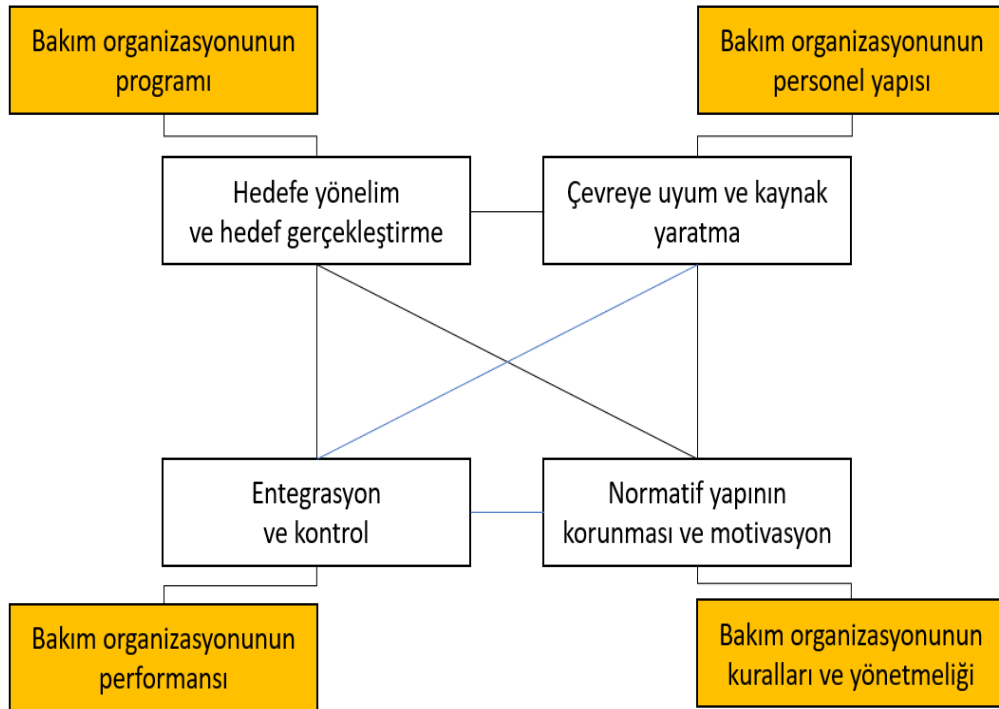 Bakım organizasyonunun
programı
Bakım organizasyonunun
personel yapısı
Hedefe yönelim
ve hedef gerçekleştirme
Çevreye uyum ve kaynak
yaratma
Entegrasyon
ve kontrol
Normatif yapının
korunması ve motivasyon
Bakım organizasyonunun
performansı
Bakım organizasyonunun
kuralları ve yönetmeliği